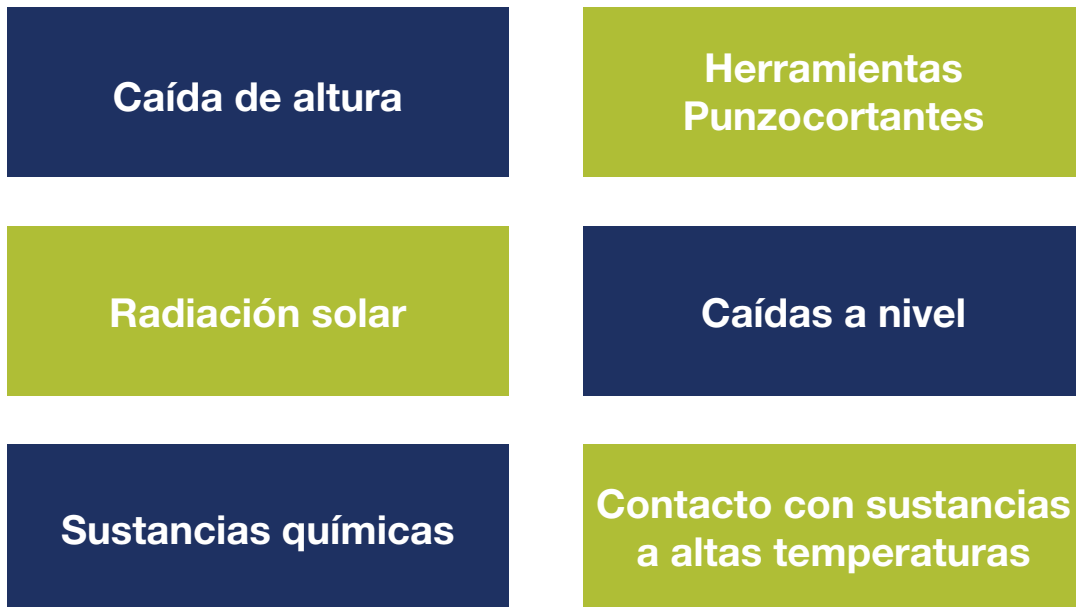 Caída de altura
Herramientas
Punzocortantes
Radiación solar
Caídas a nivel
Sustancias químicas
Contacto con sustancias
a altas temperaturas